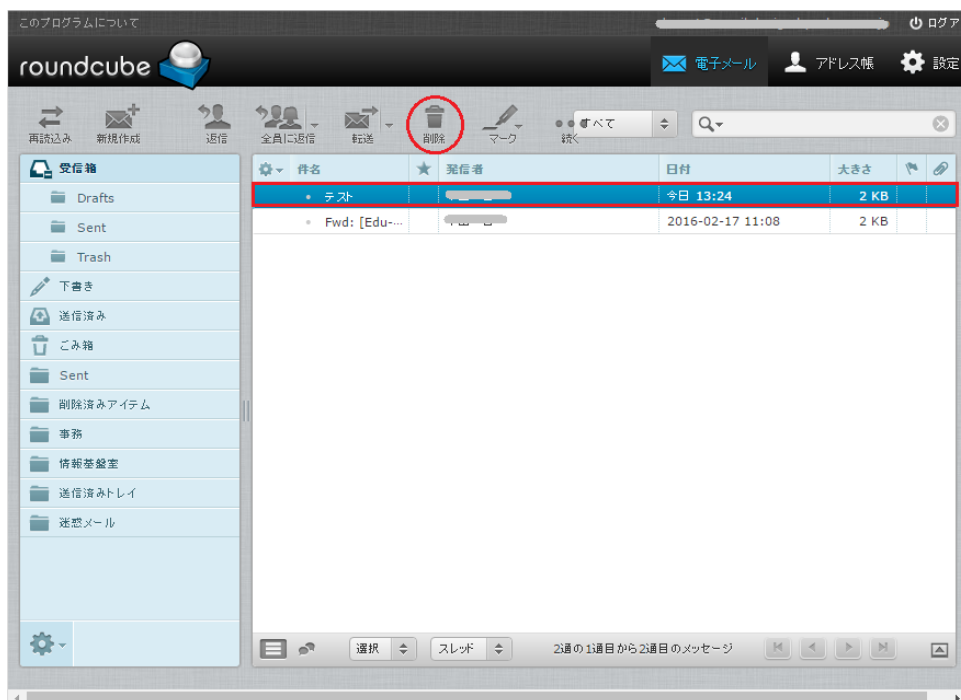 このプログラムについて
ログア
roundcube
電子メール アドレス帳 設定
再読込み 新規作成 返信 全員に返信 転送 削除 マーク 続く すべて
受信箱
Drafts
Sent
Trash
下書き
送信済み
ごみ箱
Sent
削除済みアイテム
事務
情報基盤室
送信済みトレイ
迷惑メール
件名 発信者 日付 大きさ
テスト 今日 13:24 2 KB
Fwd: [Edu-... 2016-02-17 11:08 2 KB
選択 スレッド 2通の1通目から2通目のメッセージ